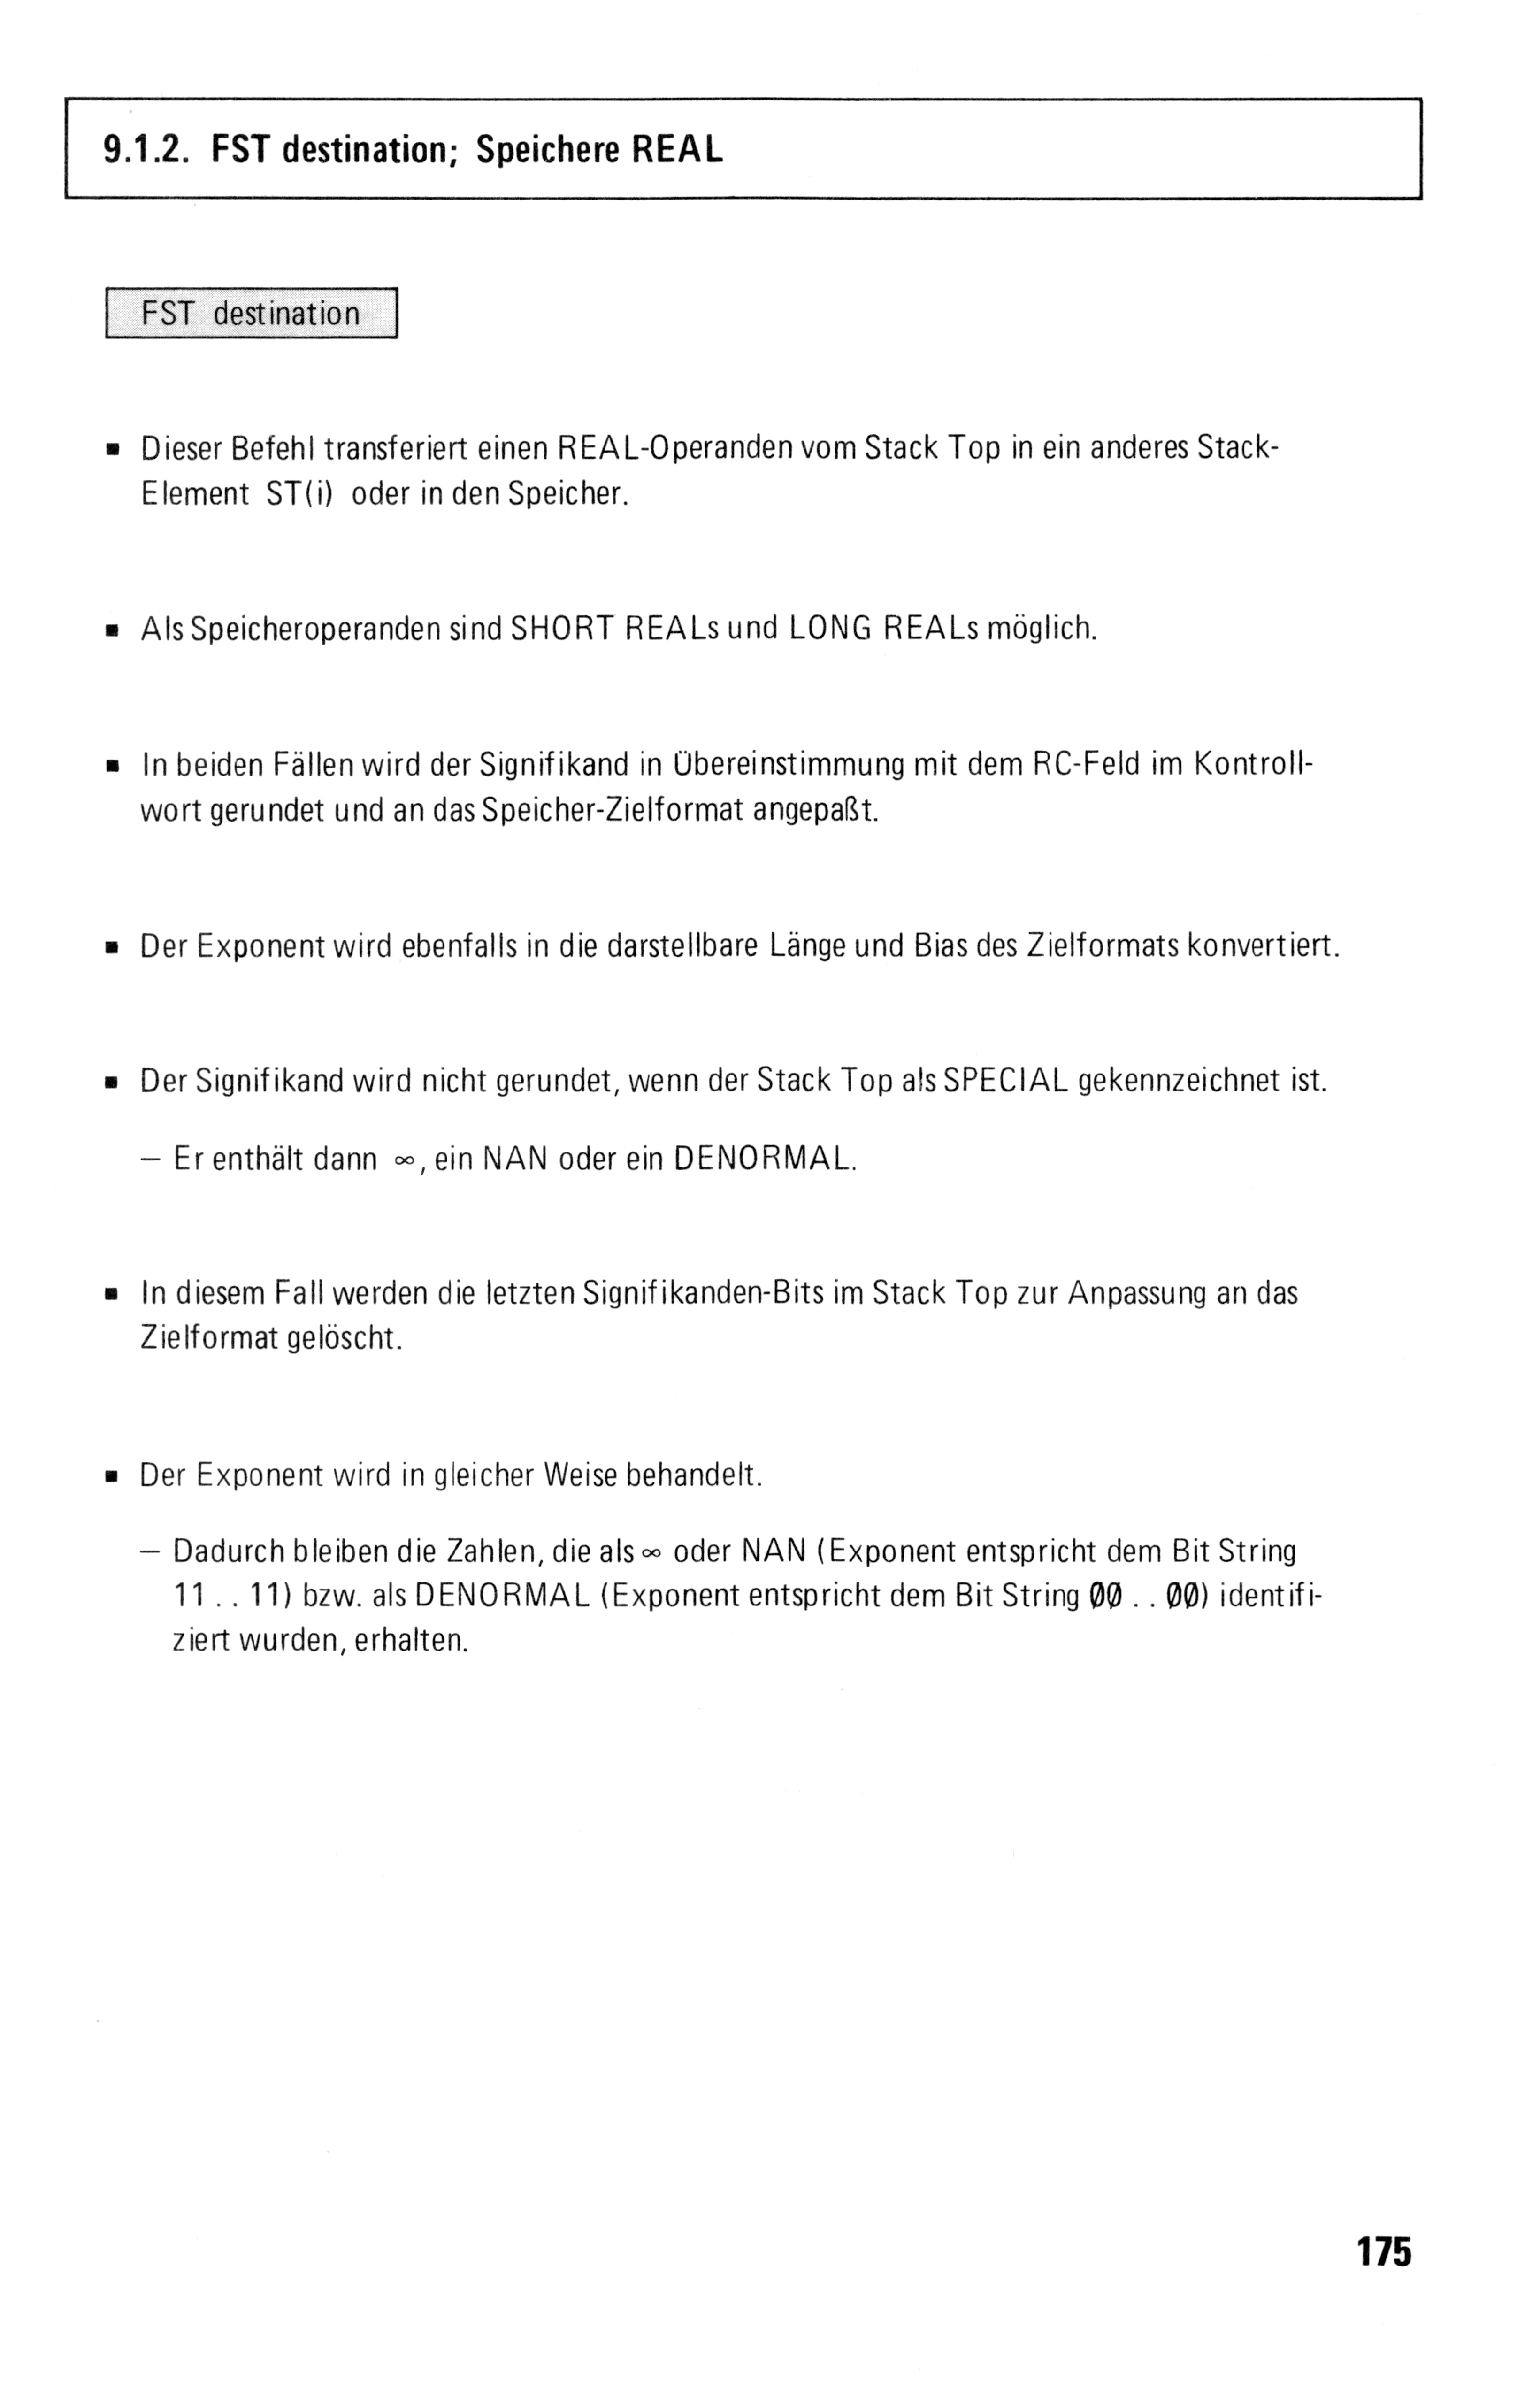 9.1.2. FST destination; Speichere REAL
FST destination
▪ Dieser Befehl transferiert einen REAL-Operanden vom Stack Top in ein anderes Stack-
Element ST(i) oder in den Speicher.
▪ Als Speicheroperanden sind SHORT REALs und LONG REALs möglich.
▪ In beiden Fällen wird der Signifikand in Übereinstimmung mit dem RC-Feld im Kontroll-
wort gerundet und an das Speicher-Zielformat angepaßt.
▪ Der Exponent wird ebenfalls in die darstellbare Länge und Bias des Zielformats konvertiert.
▪ Der Signifikand wird nicht gerundet, wenn der Stack Top als SPECIAL gekennzeichnet ist.
– Er enthält dann ∞, ein NAN oder ein DENORMAL.
▪ In diesem Fall werden die letzten Signifikanden-Bits im Stack Top zur Anpassung an das
Zielformat gelöscht.
▪ Der Exponent wird in gleicher Weise behandelt.
– Dadurch bleiben die Zahlen, die als ∞ oder NAN (Exponent entspricht dem Bit String
11 . . 11) bzw. als DENORMAL (Exponent entspricht dem Bit String 00 . . 00) identifi-
ziert wurden, erhalten.
175